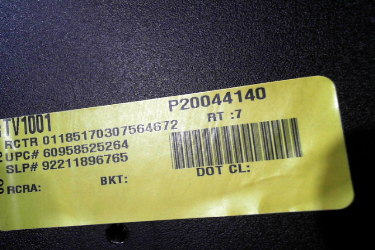 TV1001
P20044140
RCTR 01185170307564672
RT :7
UPC# 60958525264
SLP# 92211896765
RCRA:
BKT:
DOT CL: